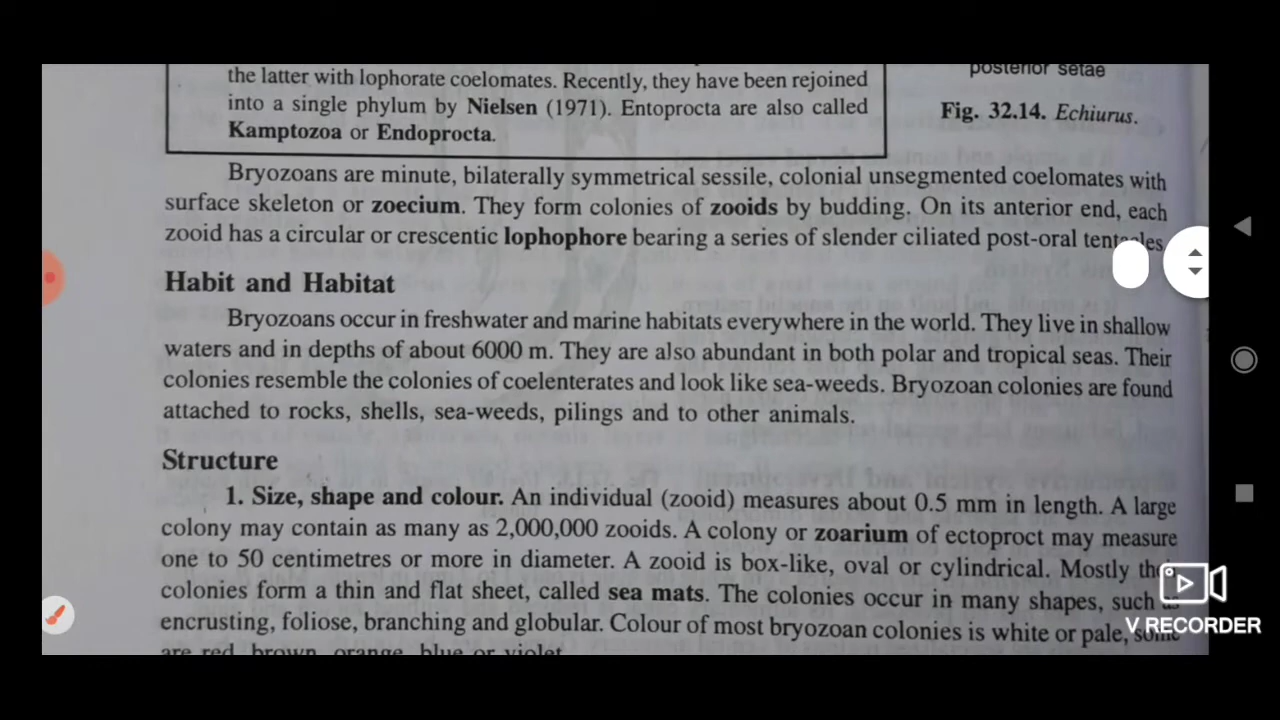 the latter with lophorate coelomates. Recently, they have been rejoined
into a single phylum by Nielsen (1971). Entoprocta are also called
Kamptozoa or Endoprocta.
posterior setae
Fig. 32.14. Echiurus.
Bryozoans are minute, bilaterally symmetrical sessile, colonial unsegmented coelomates with
surface skeleton or zoecium. They form colonies of zooids by budding. On its anterior end, each
zooid has a circular or crescentic lophophore bearing a series of slender ciliated post-oral tentacles.
Habit and Habitat
Bryozoans occur in freshwater and marine habitats everywhere in the world. They live in shallow
waters and in depths of about 6000 m. They are also abundant in both polar and tropical seas. Their
colonies resemble the colonies of coelenterates and look like sea-weeds. Bryozoan colonies are found
attached to rocks, shells, sea-weeds, pilings and to other animals.
Structure
1. Size, shape and colour. An individual (zooid) measures about 0.5 mm in length. A large
colony may contain as many as 2,000,000 zooids. A colony or zoarium of ectoproct may measure
one to 50 centimetres or more in diameter. A zooid is box-like, oval or cylindrical. Mostly
colonies form a thin and flat sheet, called sea mats. The colonies occur in many shapes, such as
encrusting, foliose, branching and globular. Colour of most bryozoan colonies is white or pale, some
are red, brown, orange, blue or violet.
V RECORDER